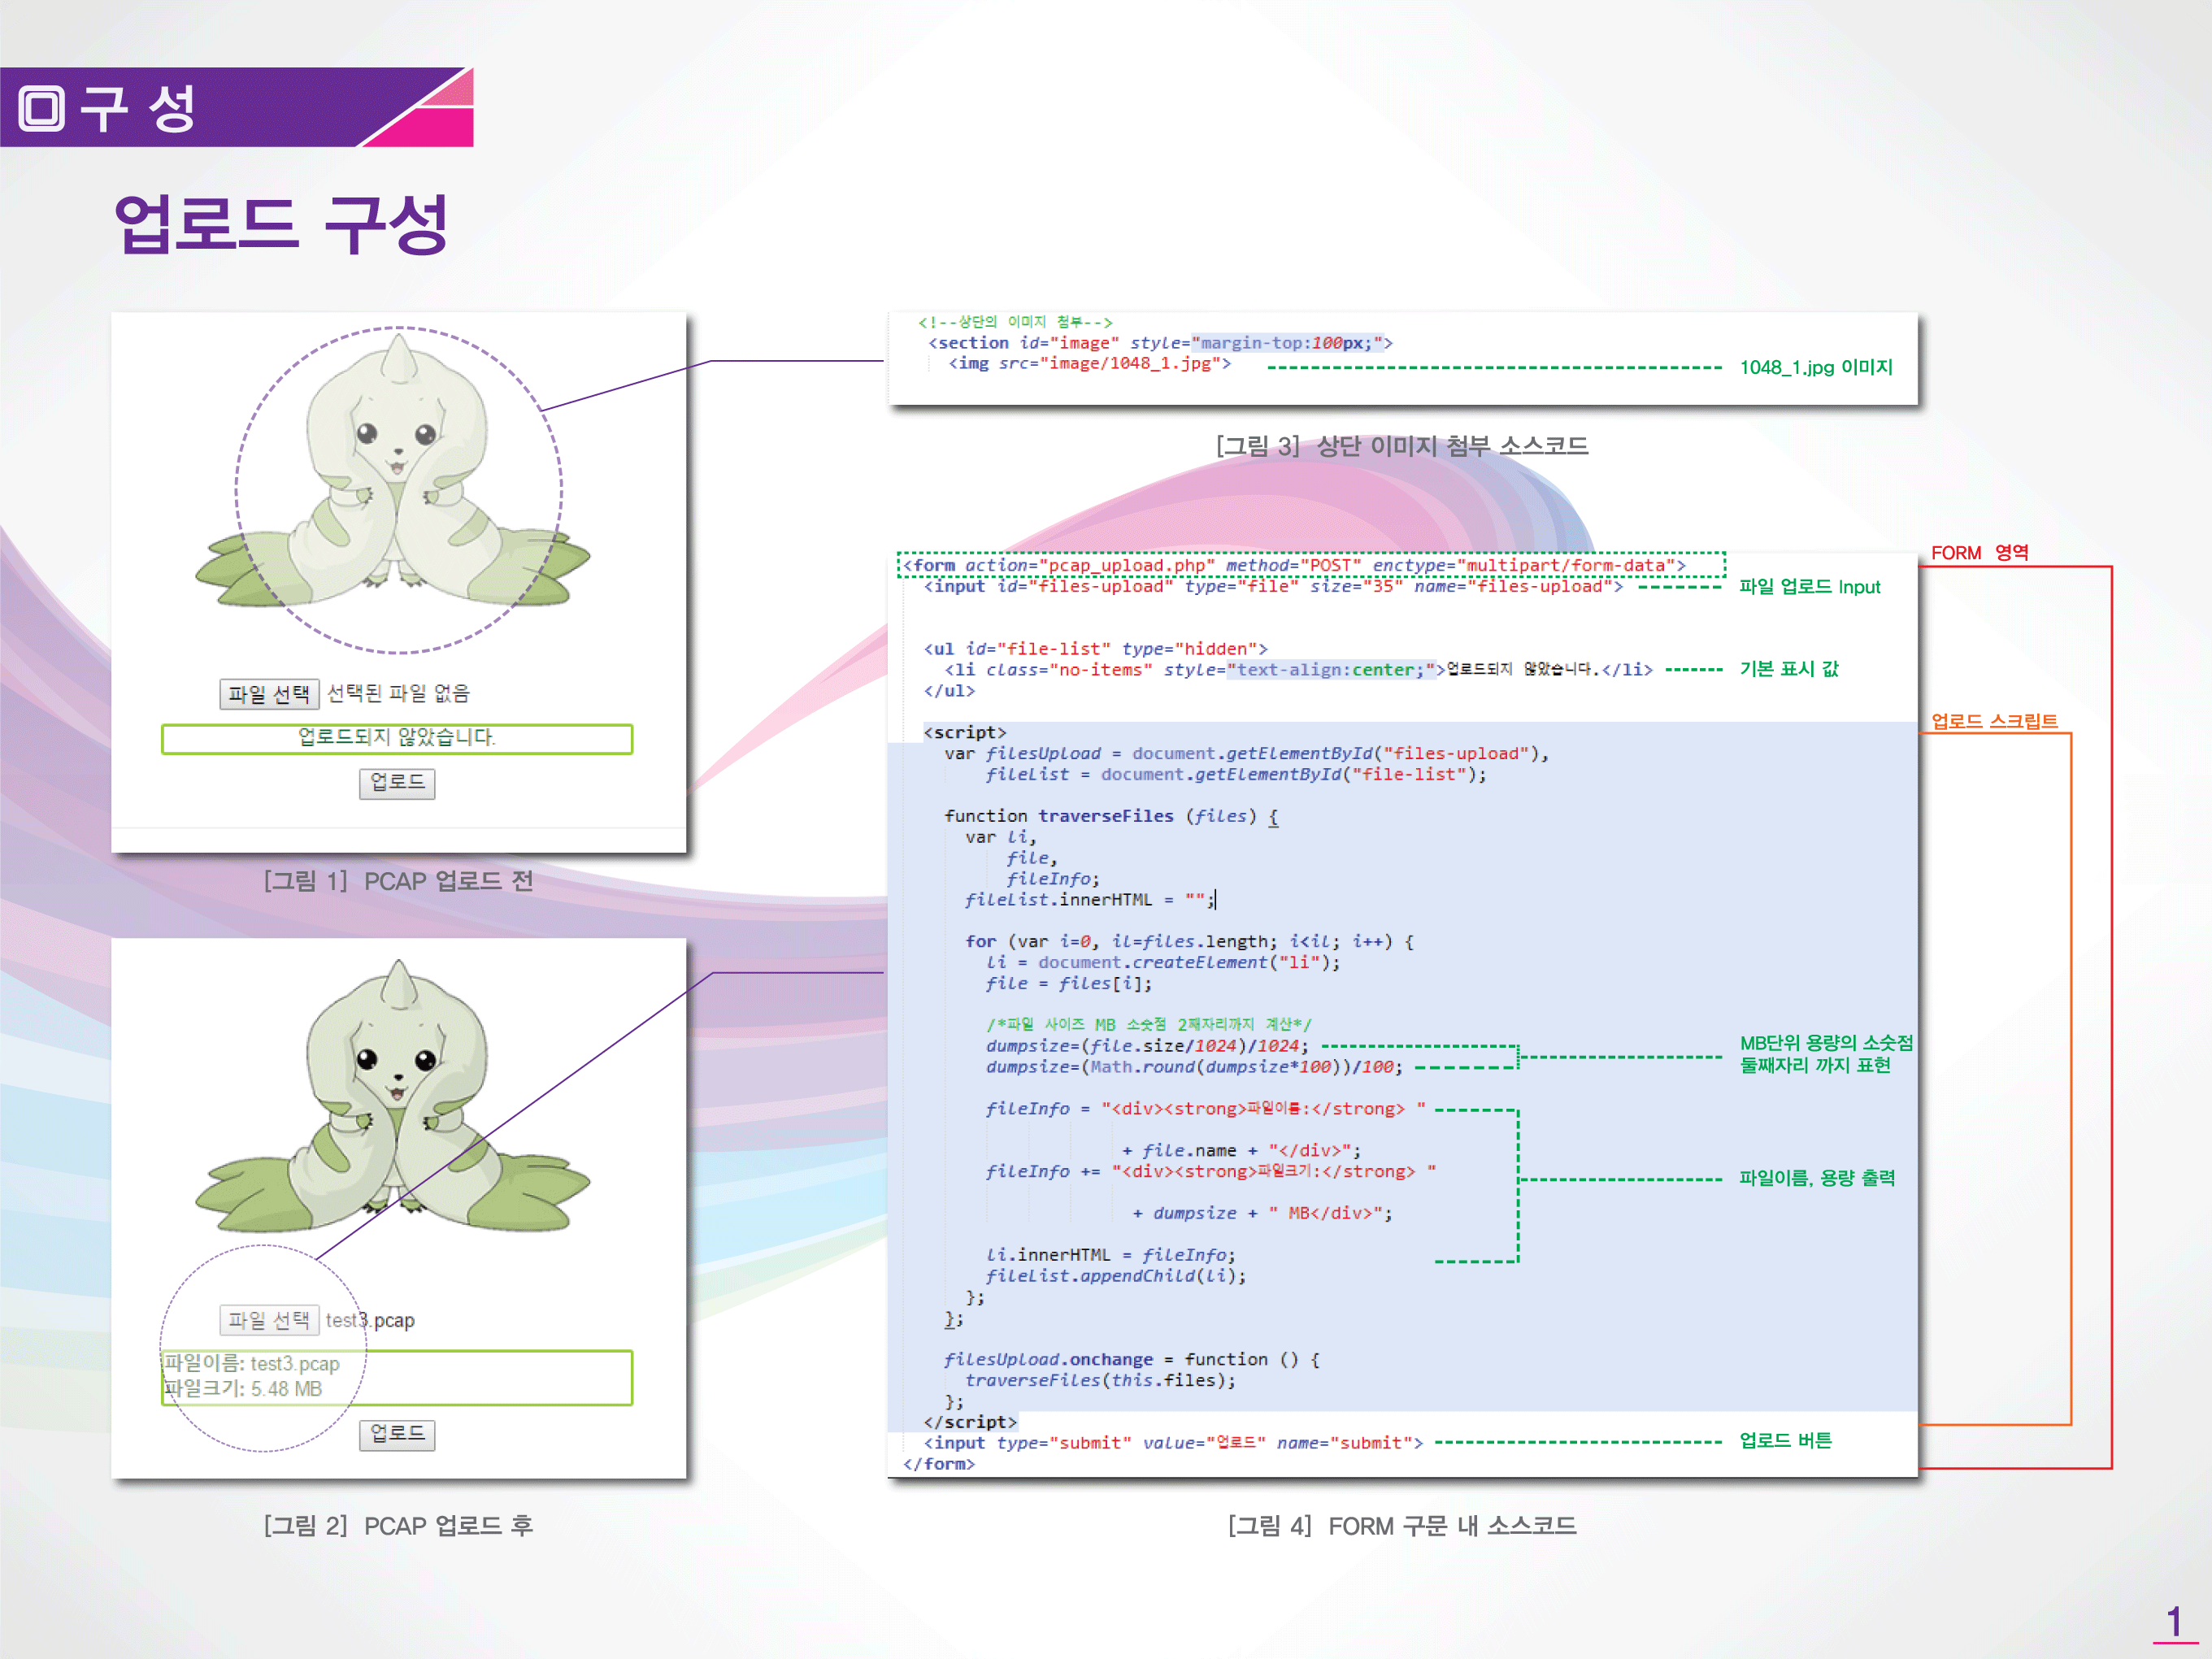 구 성
업로드 구성
파일 선택 선택된 파일 없음
업로드되지 않았습니다.
업로드
[그림 1] PCAP 업로드 전
파일 선택 test3.pcap
파일이름: test3.pcap
파일크기: 5.48 MB
업로드
[그림 2] PCAP 업로드 후
<!--상단의 이미지 첨부-->
<section id="image" style="margin-top:100px;">
<img src="image/1048_1.jpg">
1048_1.jpg 이미지
[그림 3] 상단 이미지 첨부 소스코드
FORM 영역
<form action="pcap_upload.php" method="POST" enctype="multipart/form-data">
<input id="files-upload" type="file" size="35" name="files-upload">
파일 업로드 Input
<ul id="file-list" type="hidden">
<li class="no-items" style="text-align:center;">업로드되지 않았습니다.</li>
기본 표시 값
</ul>
업로드 스크립트
<script>
var filesUpload = document.getElementById("files-upload"),
fileList = document.getElementById("file-list");
function traverseFiles (files) {
var li,
file,
fileInfo;
fileList.innerHTML = "";
for (var i=0, il=files.length; i<il; i++) {
li = document.createElement("li");
file = files[i];
/*파일 사이즈 MB 소숫점 2째자리까지 계산*/
dumpsize=(file.size/1024)/1024;
dumpsize=(Math.round(dumpsize*100))/100;
MB단위 용량의 소숫점
둘째자리 까지 표현
fileInfo = "<div><strong>파일이름:</strong> "
+ file.name + "</div>";
fileInfo += "<div><strong>파일크기:</strong> "
+ dumpsize + " MB</div>";
파일이름, 용량 출력
li.innerHTML = fileInfo;
fileList.appendChild(li);
};
};
filesUpload.onchange = function () {
traverseFiles(this.files);
};
</script>
<input type="submit" value="업로드" name="submit">
업로드 버튼
</form>
[그림 4] FORM 구문 내 소스코드
1